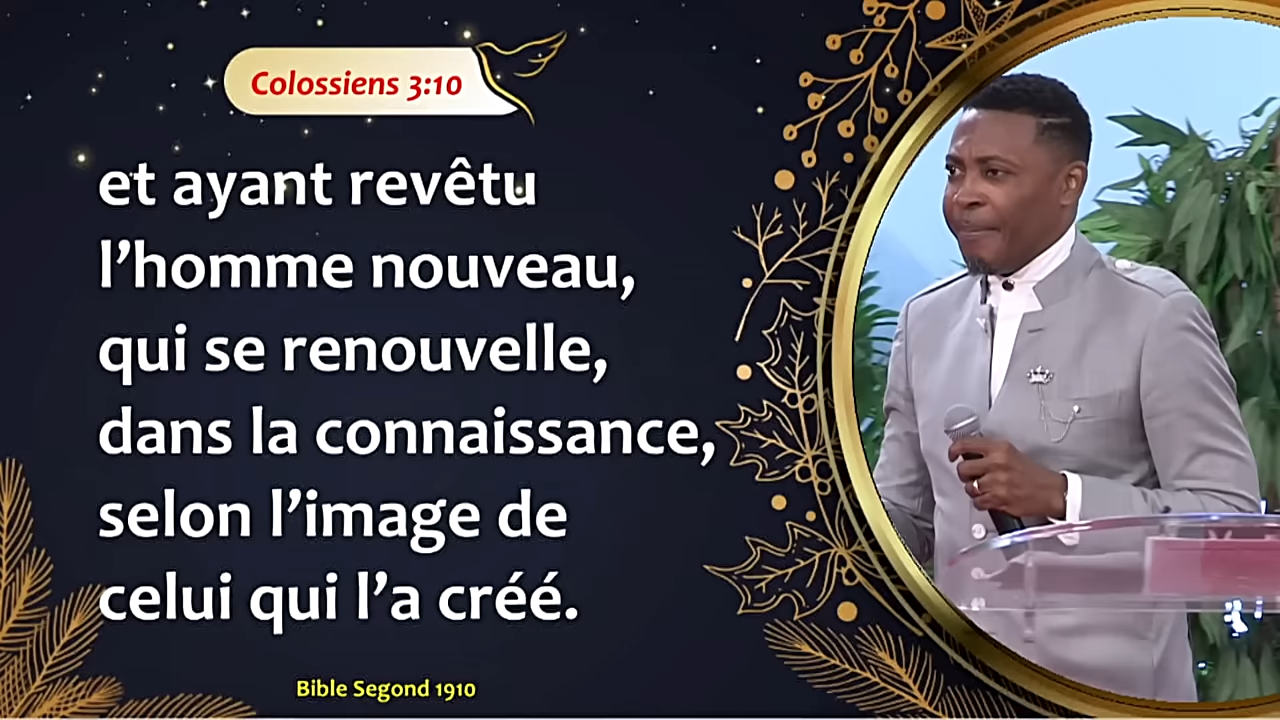 Colossiens 3:10
et ayant revêtu
l’homme nouveau,
qui se renouvelle,
dans la connaissance,
selon l’image de
celui qui l’a créé.
Bible Segond 1910